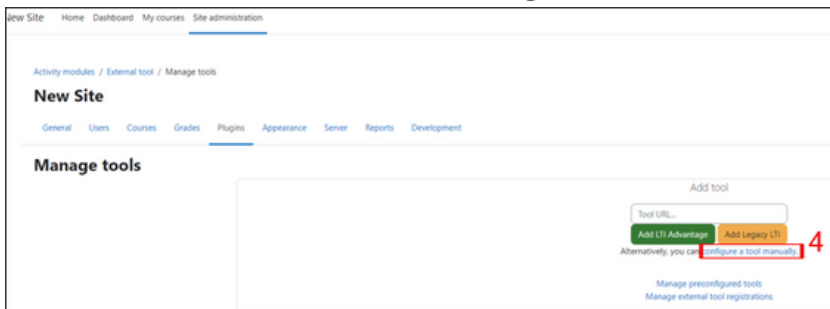 New Site Home Dashboard My courses Site administration
Activity modules / External tool / Manage tools
New Site
General Users Courses Grades Plugins Appearance Server Reports Development
Manage tools
Add tool
Tool URL...
Add LTI Advantage Add Legacy LTI
Alternatively, you can configure a tool manually. 4
Manage preconfigured tools
Manage external tool registrations